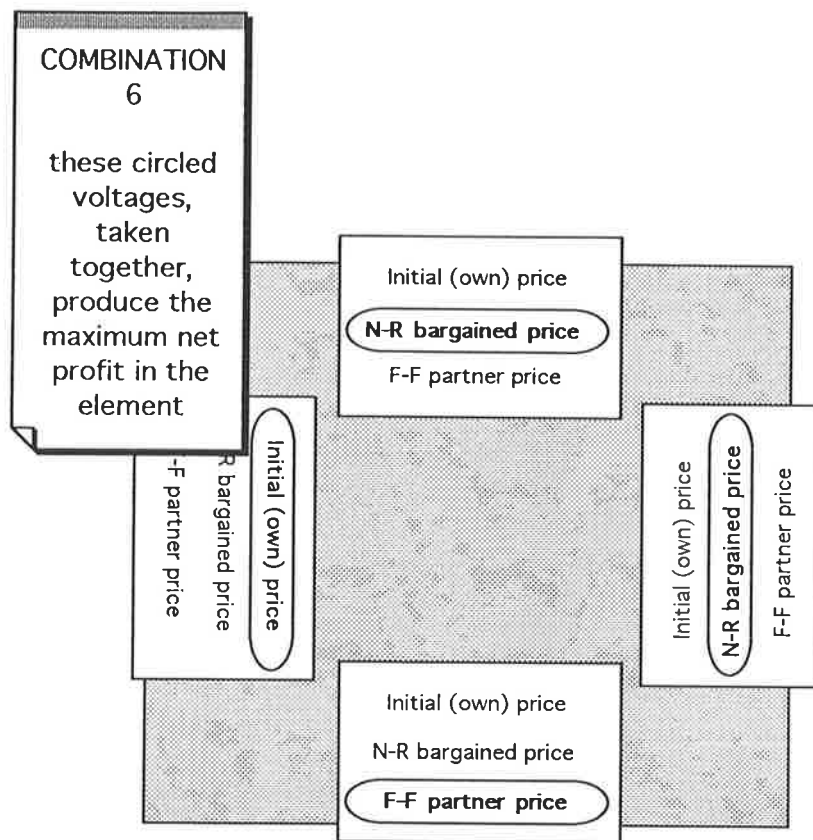 COMBINATION
6
these circled
voltages,
taken
together,
produce the
maximum net
profit in the
element
Initial (own) price
N-R bargained price
F-F partner price
Initial (own) price
bargained price
partner price
Initial (own) price
N-R bargained price
F-F partner price
Initial (own) price
N-R bargained price
F-F partner price